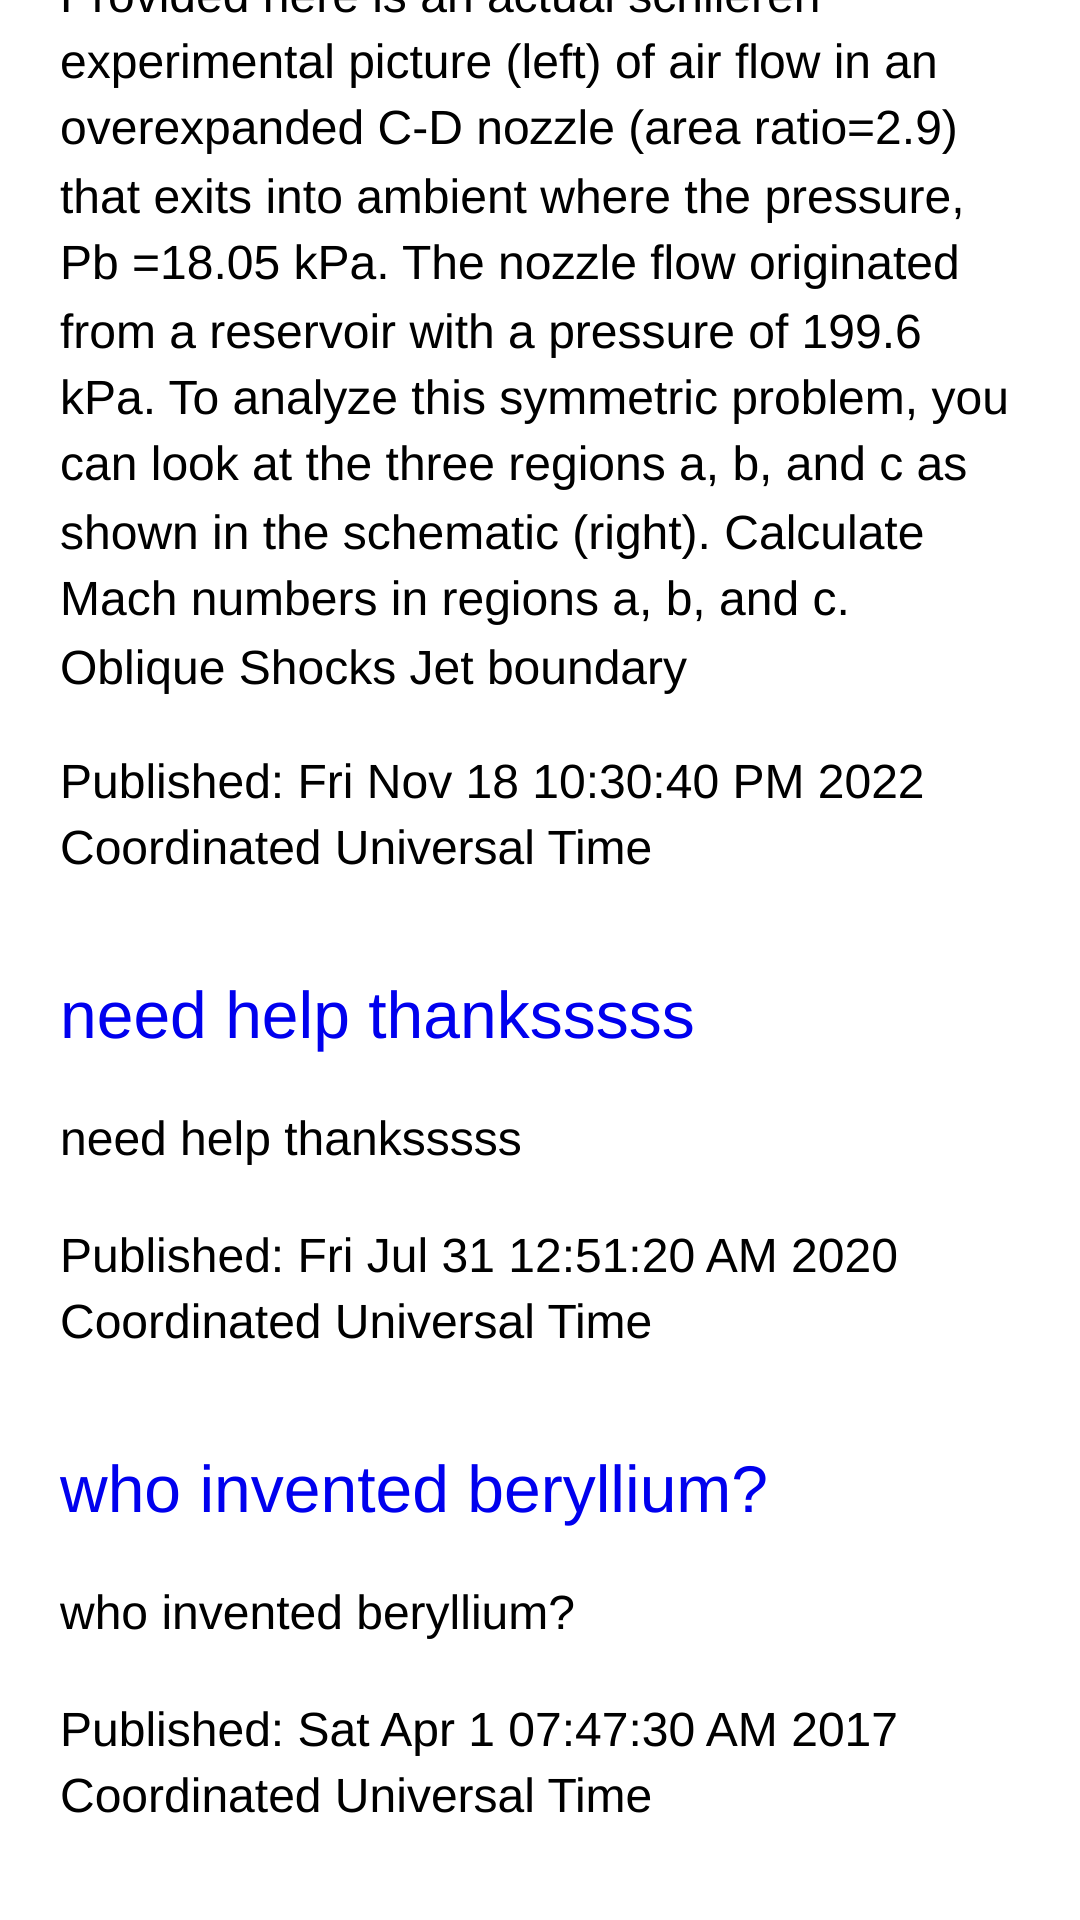 Provided here is an actual schlieren
experimental picture (left) of air flow in an
overexpanded C-D nozzle (area ratio=2.9)
that exits into ambient where the pressure,
Pb =18.05 kPa. The nozzle flow originated
from a reservoir with a pressure of 199.6
kPa. To analyze this symmetric problem, you
can look at the three regions a, b, and c as
shown in the schematic (right). Calculate
Mach numbers in regions a, b, and c.
Oblique Shocks Jet boundary
Published: Fri Nov 18 10:30:40 PM 2022
Coordinated Universal Time
need help thanksssss
need help thanksssss
Published: Fri Jul 31 12:51:20 AM 2020
Coordinated Universal Time
who invented beryllium?
who invented beryllium?
Published: Sat Apr 1 07:47:30 AM 2017
Coordinated Universal Time